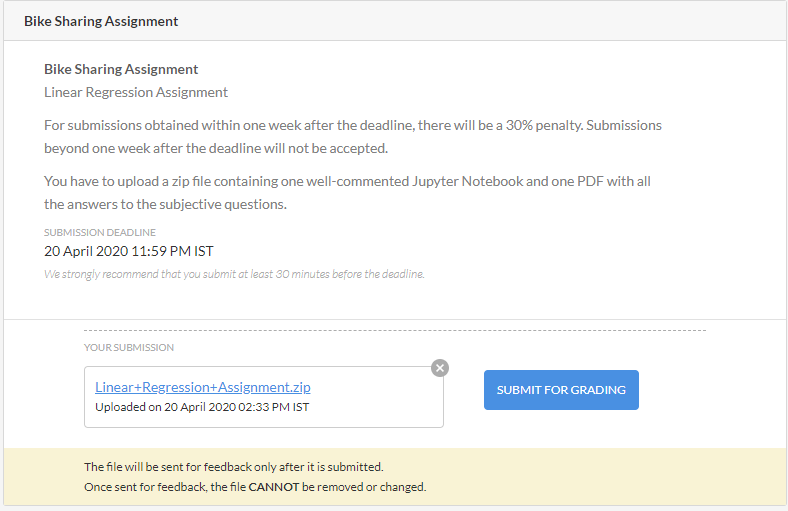 Bike Sharing Assignment
Bike Sharing Assignment
Linear Regression Assignment
For submissions obtained within one week after the deadline, there will be a 30% penalty. Submissions
beyond one week after the deadline will not be accepted.
You have to upload a zip file containing one well-commented Jupyter Notebook and one PDF with all
the answers to the subjective questions.
SUBMISSION DEADLINE
20 April 2020 11:59 PM IST
We strongly recommend that you submit at least 30 minutes before the deadline.
YOUR SUBMISSION
Linear+Regression+Assignment.zip
Uploaded on 20 April 2020 02:33 PM IST
SUBMIT FOR GRADING
The file will be sent for feedback only after it is submitted.
Once sent for feedback, the file CANNOT be removed or changed.